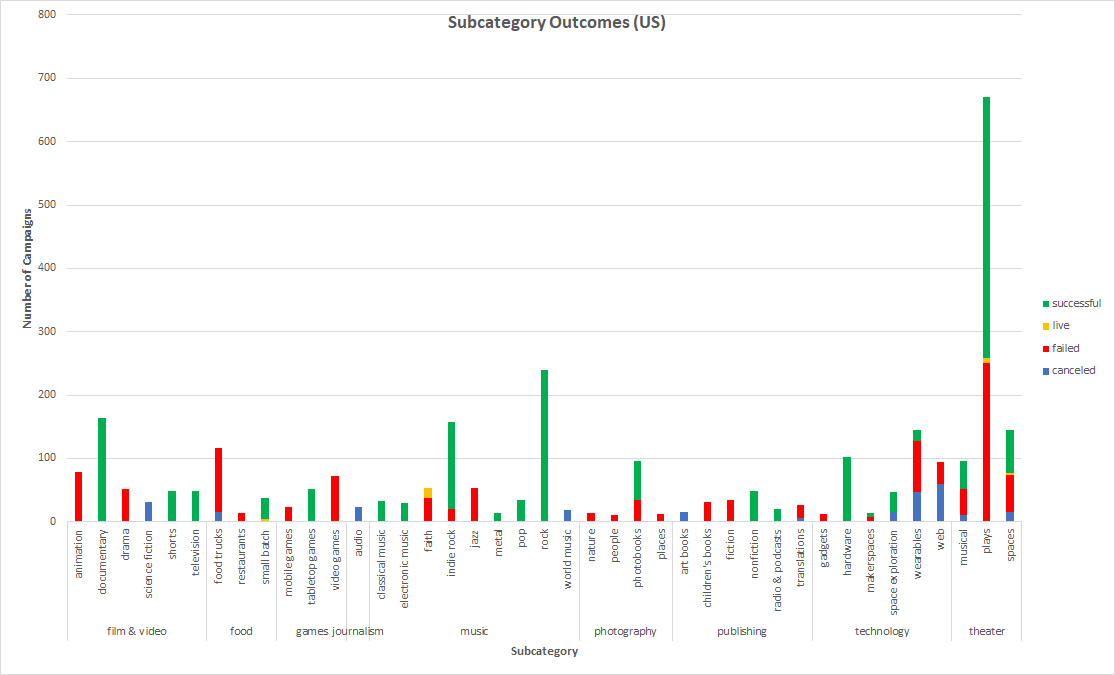 Subcategory Outcomes (US)
800
700
600
500
400
300
200
100
0
Number of Campaigns
animation
documentary
drama
science fiction
shorts
television
food trucks
restaurants
small batch
mobile games
tabletop games
video games
audio
classical music
electronic music
faith
indie rock
jazz
metal
pop
rock
world music
nature
people
photobooks
places
art books
children's books
fiction
nonfiction
radio & podcasts
translations
gadgets
hardware
makerspaces
space exploration
wearables
web
musical
plays
spaces
film & video
food
games
journalism
music
photography
publishing
technology
theater
Subcategory
successful
live
failed
canceled